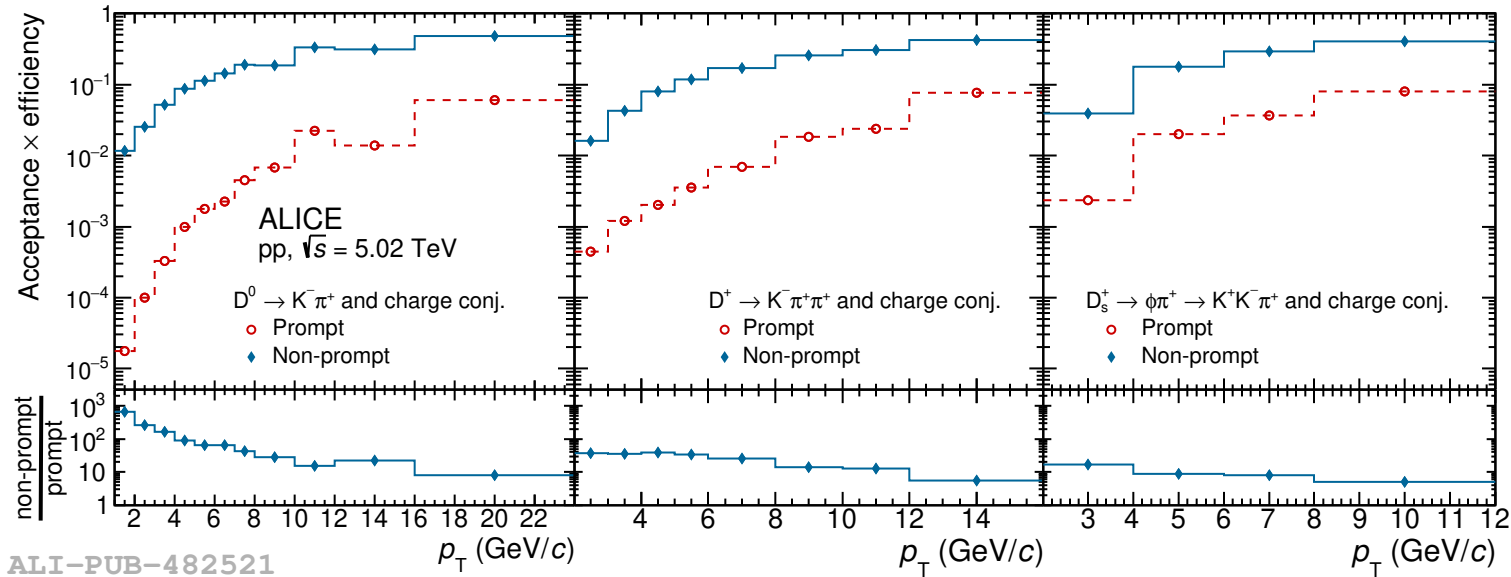 Acceptance × efficiency
1
10⁻¹
10⁻²
10⁻³
10⁻⁴
10⁻⁵
ALICE
pp, √s = 5.02 TeV
D⁰ → K⁻π⁺ and charge conj.
Prompt
Non-prompt
D⁺ → K⁻π⁺π⁺ and charge conj.
Prompt
Non-prompt
Dₛ⁺ → ϕπ⁺ → K⁺K⁻π⁺ and charge conj.
Prompt
Non-prompt
non-prompt
prompt
10³
10²
10
1
2 4 6 8 10 12 14 16 18 20 22
4 6 8 10 12 14
3 4 5 6 7 8 9 10 11 12
p_T (GeV/c)
p_T (GeV/c)
p_T (GeV/c)
ALI-PUB-482521